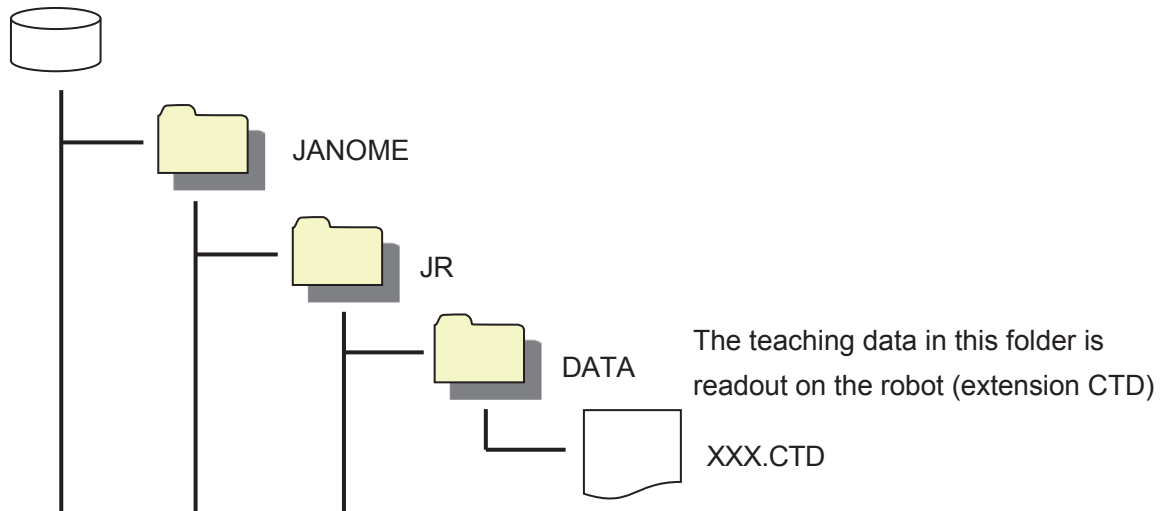 JANOME
JR
DATA
The teaching data in this folder is
readout on the robot (extension CTD)
XXX.CTD